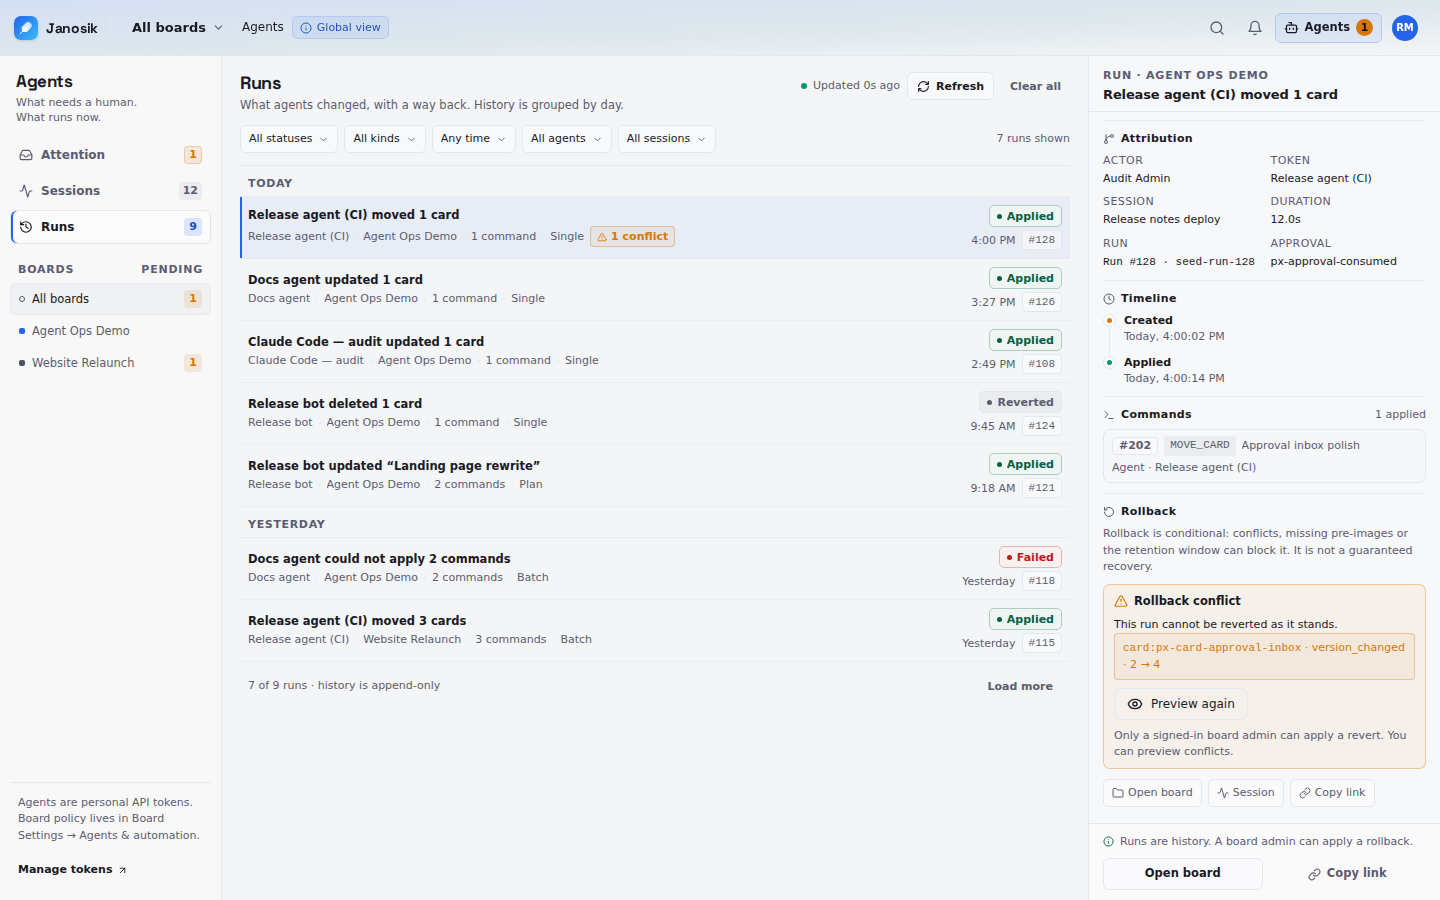 Janosik
All boards
Agents
Global view
Agents 1
RM
Agents
What needs a human.
What runs now.
Attention 1
Sessions 12
Runs 9
BOARDS PENDING
All boards 1
Agent Ops Demo
Website Relaunch 1
Agents are personal API tokens.
Board policy lives in Board
Settings → Agents & automation.
Manage tokens
Runs
What agents changed, with a way back. History is grouped by day.
Updated 0s ago
Refresh
Clear all
All statuses
All kinds
Any time
All agents
All sessions
7 runs shown
TODAY
Release agent (CI) moved 1 card
Applied
Release agent (CI) Agent Ops Demo 1 command Single 1 conflict
4:00 PM #128
Docs agent updated 1 card
Applied
Docs agent · Agent Ops Demo · 1 command · Single
3:27 PM #126
Claude Code — audit updated 1 card
Applied
Claude Code — audit · Agent Ops Demo · 1 command · Single
2:49 PM #108
Release bot deleted 1 card
Reverted
Release bot · Agent Ops Demo · 1 command · Single
9:45 AM #124
Release bot updated “Landing page rewrite”
Applied
Release bot · Agent Ops Demo · 2 commands · Plan
9:18 AM #121
YESTERDAY
Docs agent could not apply 2 commands
Failed
Docs agent · Agent Ops Demo · 2 commands · Batch
Yesterday #118
Release agent (CI) moved 3 cards
Applied
Release agent (CI) · Website Relaunch · 3 commands · Batch
Yesterday #115
7 of 9 runs · history is append-only
Load more
RUN · AGENT OPS DEMO
Release agent (CI) moved 1 card
Attribution
ACTOR TOKEN
Audit Admin Release agent (CI)
SESSION DURATION
Release notes deploy 12.0s
RUN APPROVAL
Run #128 · seed-run-128 px-approval-consumed
Timeline
Created
Today, 4:00:02 PM
Applied
Today, 4:00:14 PM
Commands 1 applied
#202 MOVE_CARD Approval inbox polish
Agent · Release agent (CI)
Rollback
Rollback is conditional: conflicts, missing pre-images or
the retention window can block it. It is not a guaranteed
recovery.
Rollback conflict
This run cannot be reverted as it stands.
card:px-card-approval-inbox · version_changed
· 2 → 4
Preview again
Only a signed-in board admin can apply a revert. You
can preview conflicts.
Open board
Session
Copy link
Runs are history. A board admin can apply a rollback.
Open board
Copy link